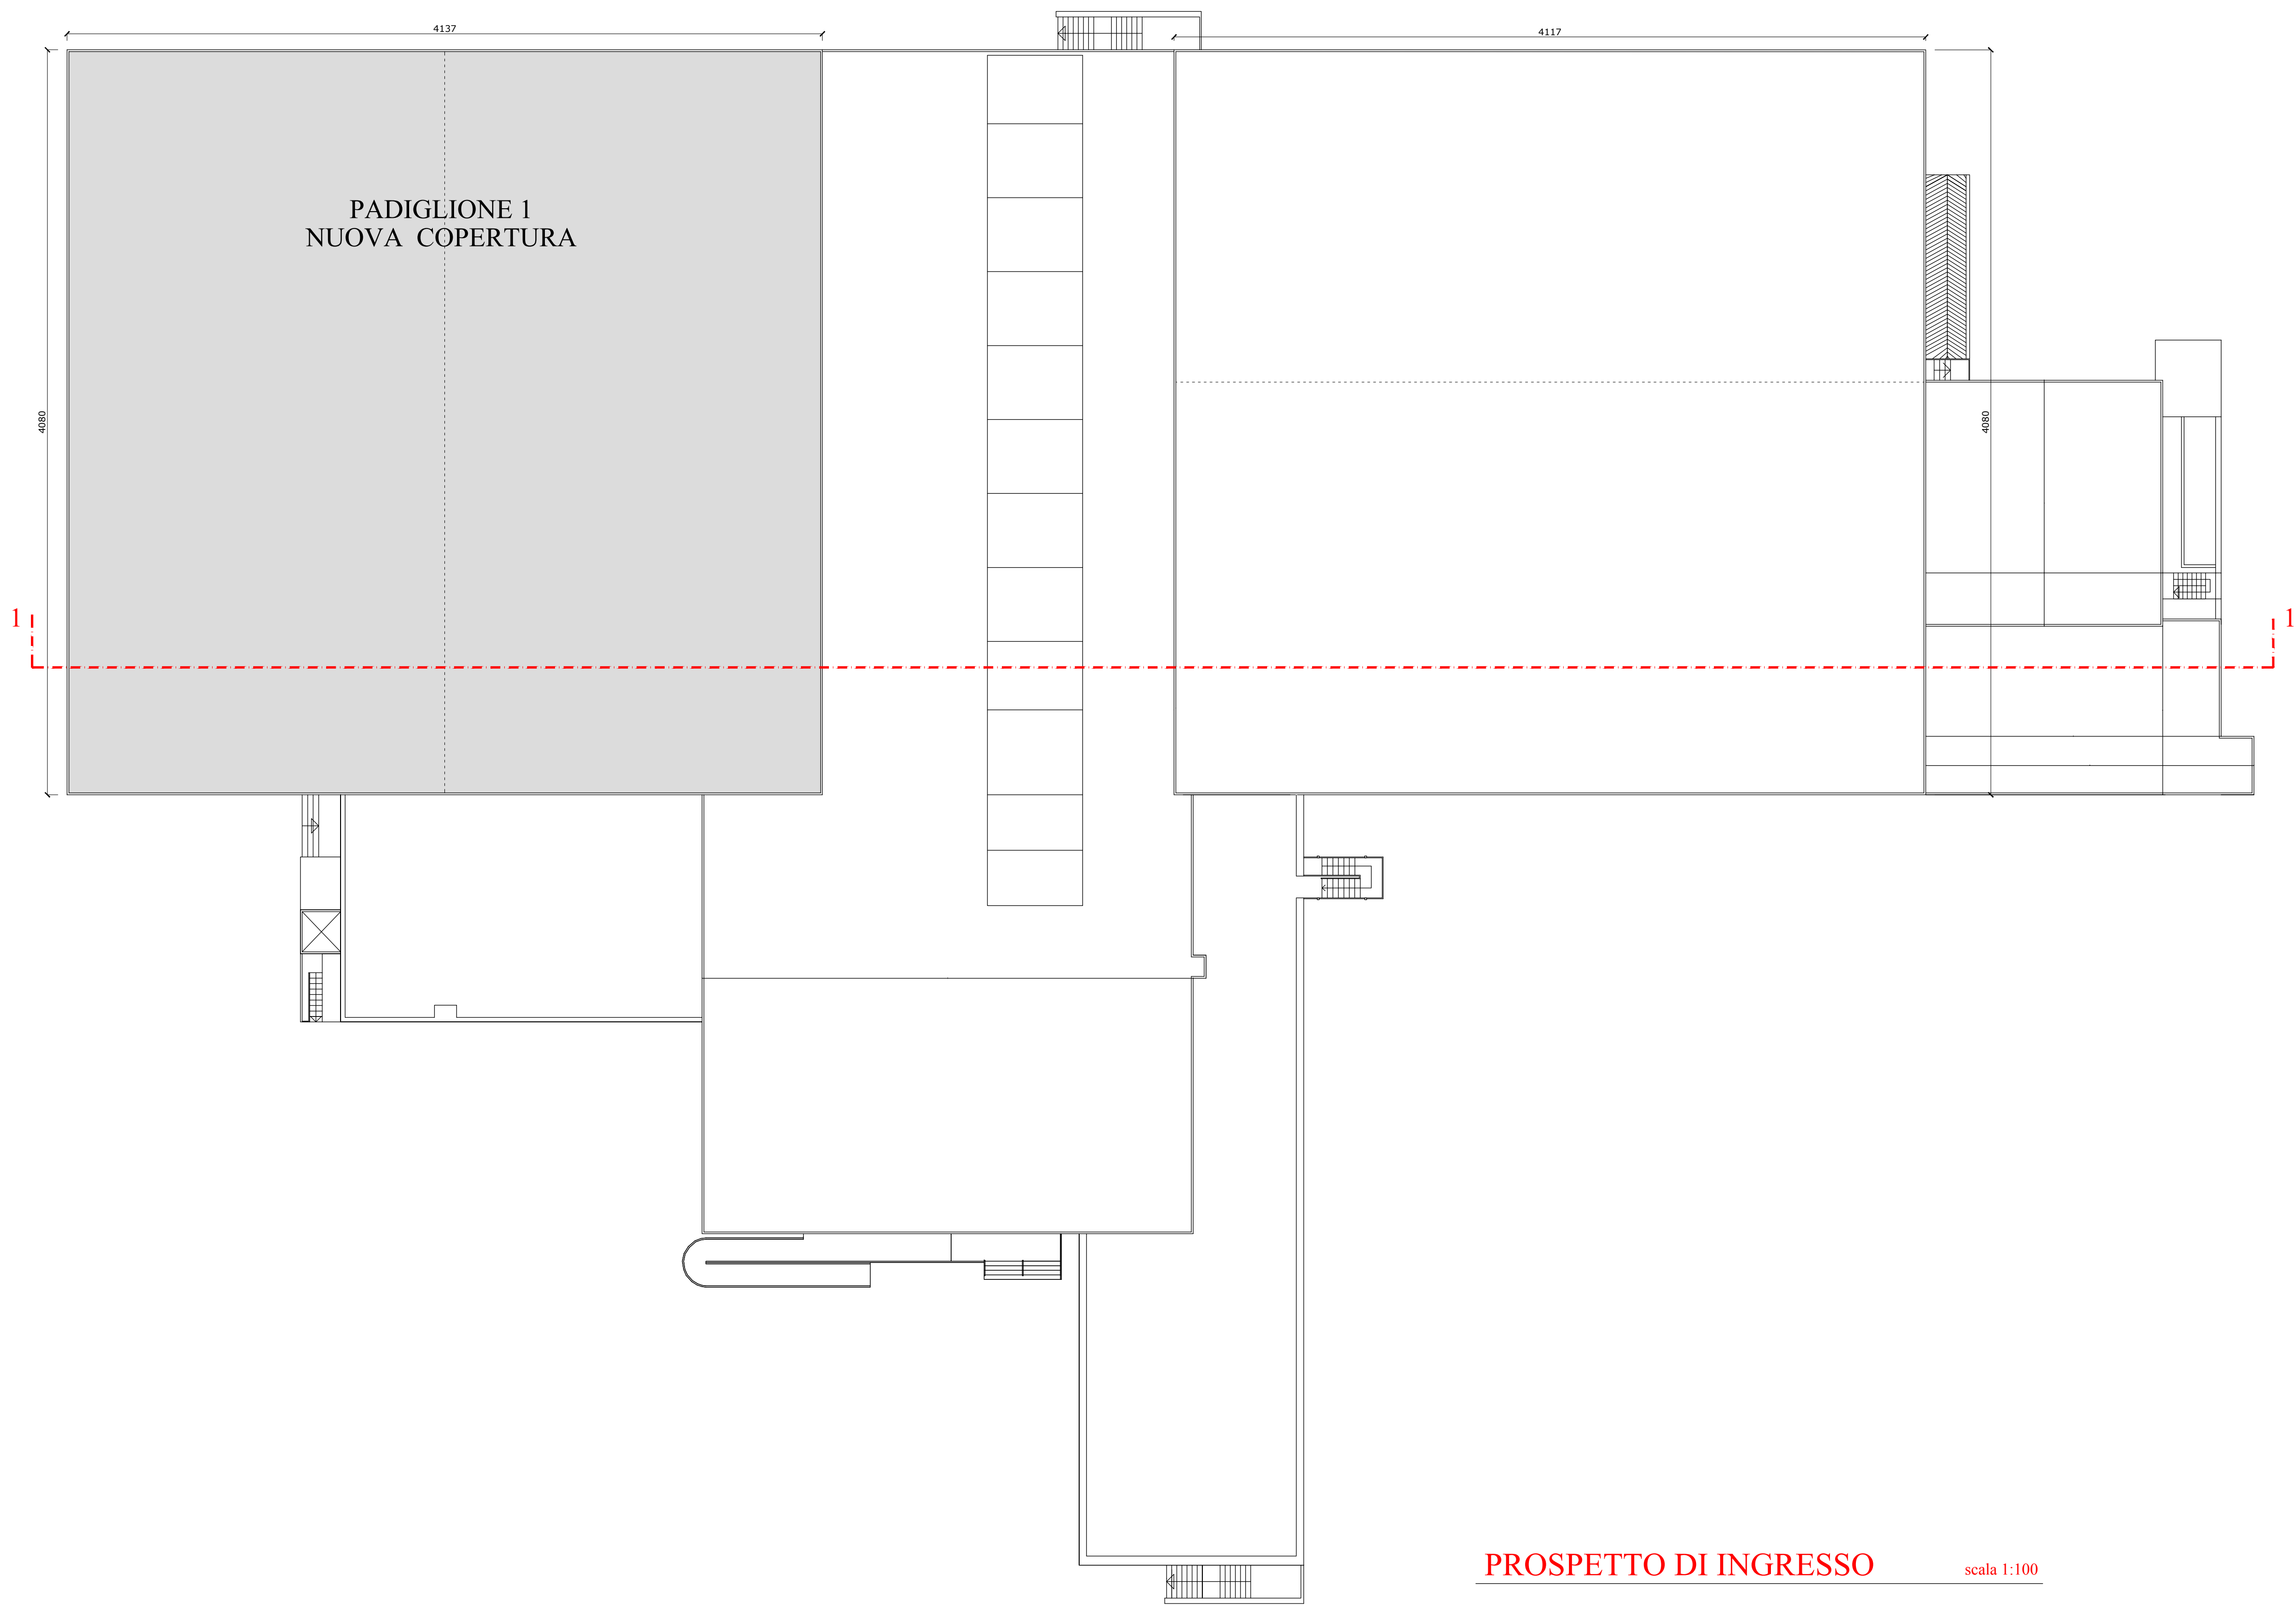 4137
4117
PADIGLIONE 1
NUOVA COPERTURA
4080
4080
1
1
PROSPETTO DI INGRESSO
scala 1:100